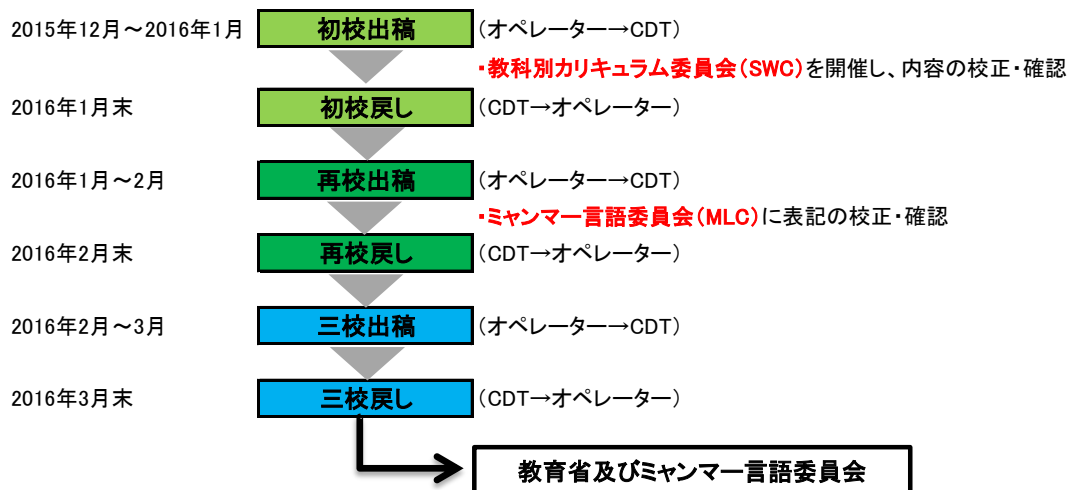 2015年12月～2016年1月 初校出稿 (オペレーター→CDT)
・教科別カリキュラム委員会(SWC)を開催し、内容の校正・確認
2016年1月末 初校戻し (CDT→オペレーター)
2016年1月～2月 再校出稿 (オペレーター→CDT)
・ミャンマー言語委員会(MLC)に表記の校正・確認
2016年2月末 再校戻し (CDT→オペレーター)
2016年2月～3月 三校出稿 (オペレーター→CDT)
2016年3月末 三校戻し (CDT→オペレーター)
教育省及びミャンマー言語委員会